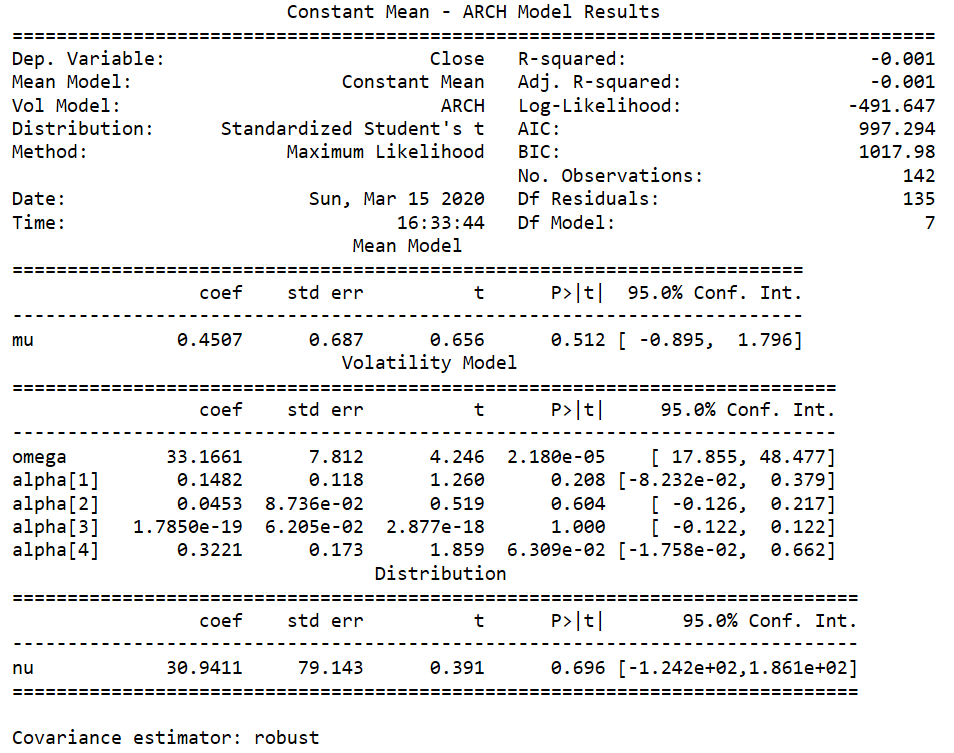 Constant Mean - ARCH Model Results
====================================================================================
Dep. Variable:                        Close   R-squared:                      -0.001
Mean Model:                   Constant Mean   Adj. R-squared:                 -0.001
Vol Model:                             ARCH   Log-Likelihood:               -491.647
Distribution:      Standardized Student's t   AIC:                           997.294
Method:                  Maximum Likelihood   BIC:                           1017.98
                                              No. Observations:                  142
Date:                      Sun, Mar 15 2020   Df Residuals:                      135
Time:                              16:33:44   Df Model:                            7
                               Mean Model
========================================================================
                 coef    std err          t      P>|t|  95.0% Conf. Int.
------------------------------------------------------------------------
mu             0.4507      0.687      0.656      0.512 [ -0.895,  1.796]
                              Volatility Model
===========================================================================
                 coef    std err          t      P>|t|     95.0% Conf. Int.
---------------------------------------------------------------------------
omega         33.1661      7.812      4.246  2.180e-05    [ 17.855, 48.477]
alpha[1]       0.1482      0.118      1.260      0.208 [-8.232e-02,  0.379]
alpha[2]       0.0453  8.736e-02      0.519      0.604    [ -0.126,  0.217]
alpha[3]   1.7850e-19  6.205e-02  2.877e-18      1.000    [ -0.122,  0.122]
alpha[4]       0.3221      0.173      1.859  6.309e-02 [-1.758e-02,  0.662]
                                 Distribution
=============================================================================
                 coef    std err          t      P>|t|       95.0% Conf. Int.
-----------------------------------------------------------------------------
nu            30.9411     79.143      0.391      0.696 [-1.242e+02,1.861e+02]
=============================================================================
Covariance estimator: robust